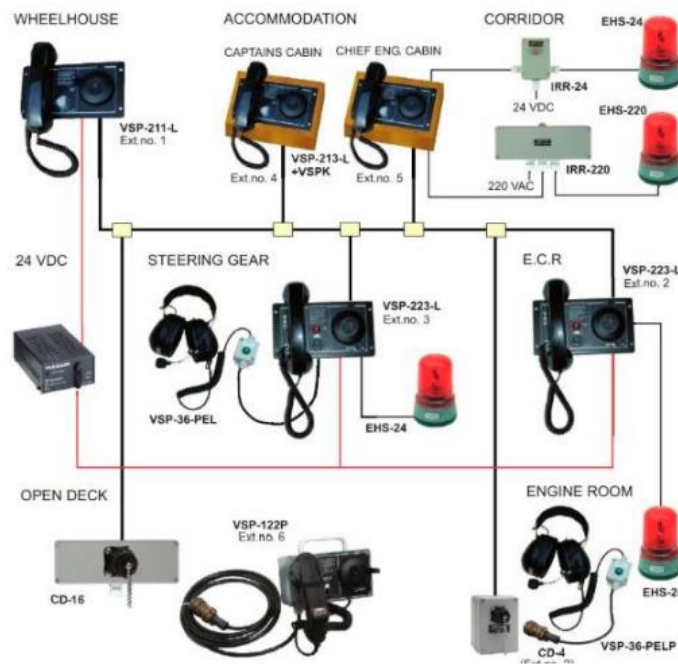 WHEELHOUSE
ACCOMMODATION
CORRIDOR
CAPTAINS CABIN
CHIEF ENG. CABIN
EHS-24
IRR-24
24 VDC
EHS-220
VSP-211-L
Ext.no. 1
VSP-213-L
+VSPK
Ext.no. 4
Ext.no. 5
IRR-220
220 VAC
24 VDC
STEERING GEAR
E.C.R
VSP-223-L
Ext.no. 3
VSP-223-L
Ext.no. 2
VSP-36-PEL
EHS-24
OPEN DECK
ENGINE ROOM
VSP-122P
Ext.no. 6
CD-16
CD-4
VSP-36-PELP